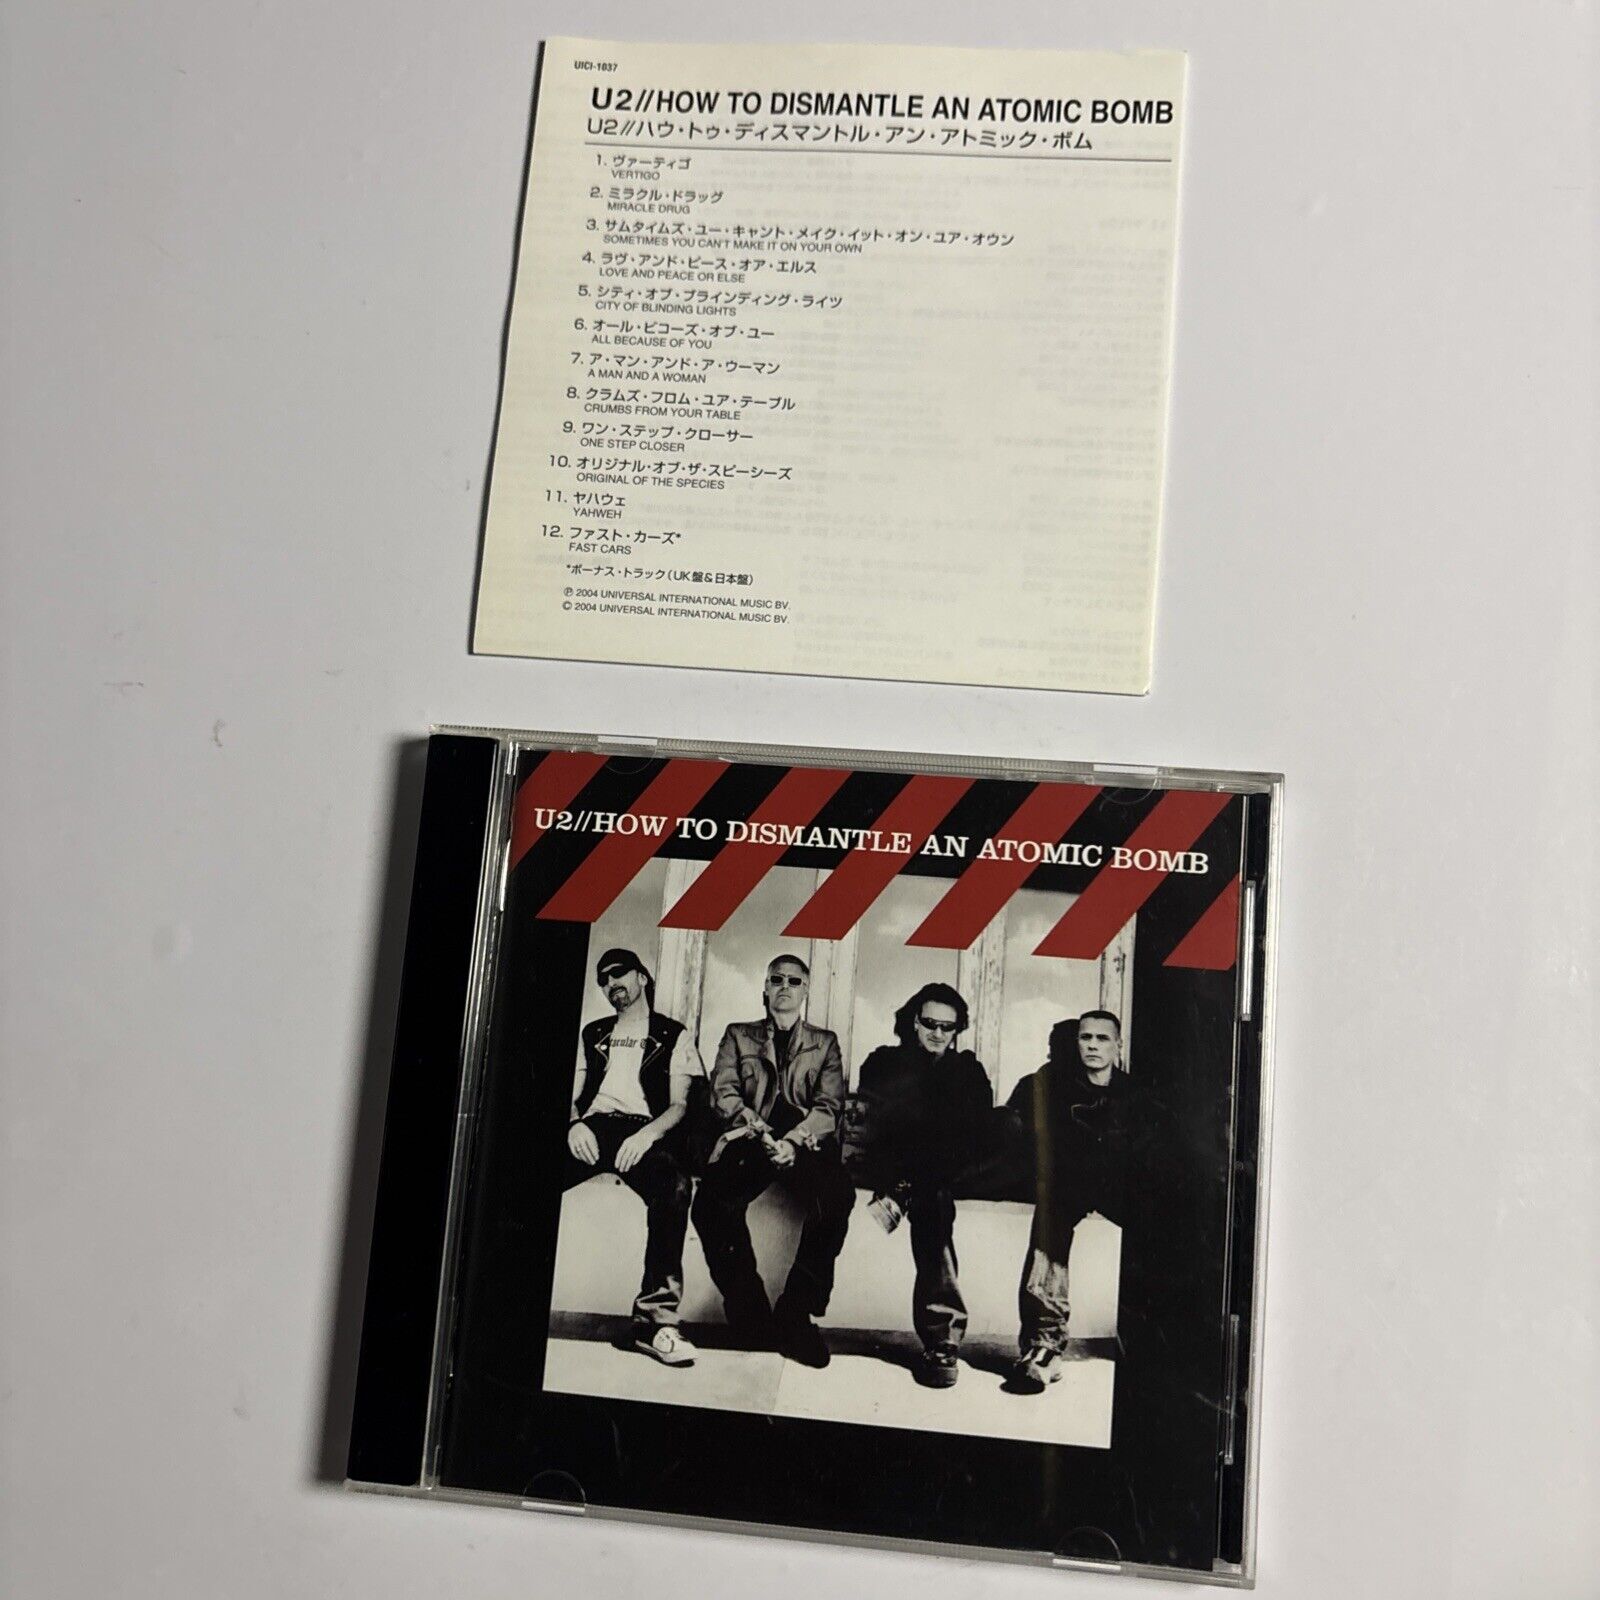 UICI-1037
U2//HOW TO DISMANTLE AN ATOMIC BOMB
U2//ハウ・トゥ・ディスマントル・アン・アトミック・ボム
1. ヴァーティゴ
VERTIGO
2. ミラクル・ドラッグ
MIRACLE DRUG
3. サムタイムズ・ユー・キャント・メイク・イット・オン・ユア・オウン
SOMETIMES YOU CAN'T MAKE IT ON YOUR OWN
4. ラヴ・アンド・ピース・オア・エルス
LOVE AND PEACE OR ELSE
5. シティ・オブ・ブラインディング・ライツ
CITY OF BLINDING LIGHTS
6. オール・ビコーズ・オブ・ユー
ALL BECAUSE OF YOU
7. ア・マン・アンド・ア・ウーマン
A MAN AND A WOMAN
8. クラムズ・フロム・ユア・テーブル
CRUMBS FROM YOUR TABLE
9. ワン・ステップ・クローサー
ONE STEP CLOSER
10. オリジナル・オブ・ザ・スピーシーズ
ORIGINAL OF THE SPECIES
11. ヤハウェ
YAHWEH
12. ファスト・カーズ*
FAST CARS
*ボーナス・トラック(UK盤&日本盤)
℗ 2004 UNIVERSAL INTERNATIONAL MUSIC BV.
© 2004 UNIVERSAL INTERNATIONAL MUSIC BV.
U2//HOW TO DISMANTLE AN ATOMIC BOMB